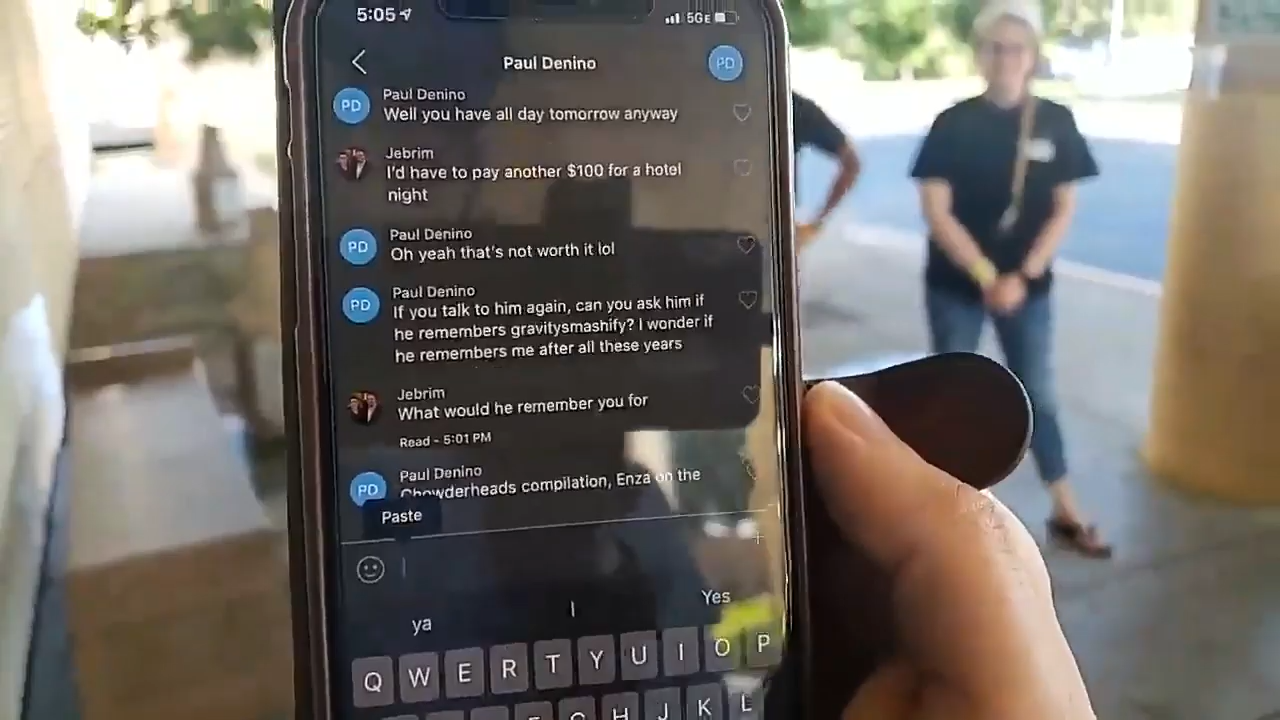 5:05
5GE
Paul Denino
PD
Paul Denino
PD
Well you have all day tomorrow anyway
Jebrim
I'd have to pay another $100 for a hotel
night
Paul Denino
PD
Oh yeah that's not worth it lol
Paul Denino
PD
If you talk to him again, can you ask him if
he remembers gravitysmashify? I wonder if
he remembers me after all these years
Jebrim
What would he remember you for
Read - 5:01 PM
Paul Denino
PD
Chowderheads compilation, Enza on the
Paste
ya
I
Yes
Q W E R T Y U I O P
G H J K L